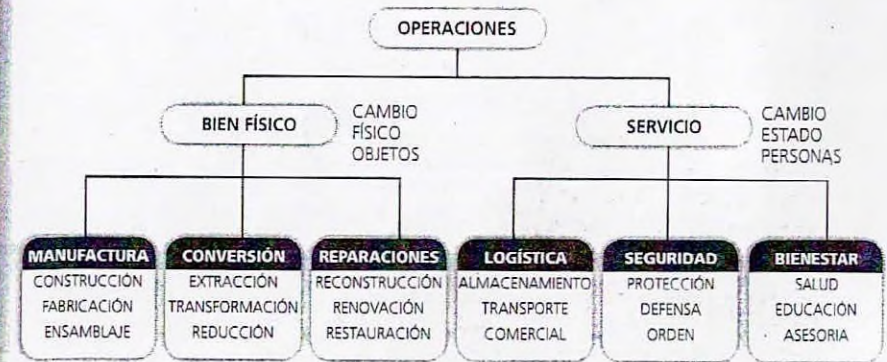 OPERACIONES
BIEN FÍSICO
CAMBIO
FÍSICO
OBJETOS
SERVICIO
CAMBIO
ESTADO
PERSONAS
MANUFACTURA
CONSTRUCCIÓN
FABRICACIÓN
ENSAMBLAJE
CONVERSIÓN
EXTRACCIÓN
TRANSFORMACIÓN
REDUCCIÓN
REPARACIONES
RECONSTRUCCIÓN
RENOVACIÓN
RESTAURACIÓN
LOGÍSTICA
ALMACENAMIENTO
TRANSPORTE
COMERCIAL
SEGURIDAD
PROTECCIÓN
DEFENSA
ORDEN
BIENESTAR
SALUD
EDUCACIÓN
ASESORIA